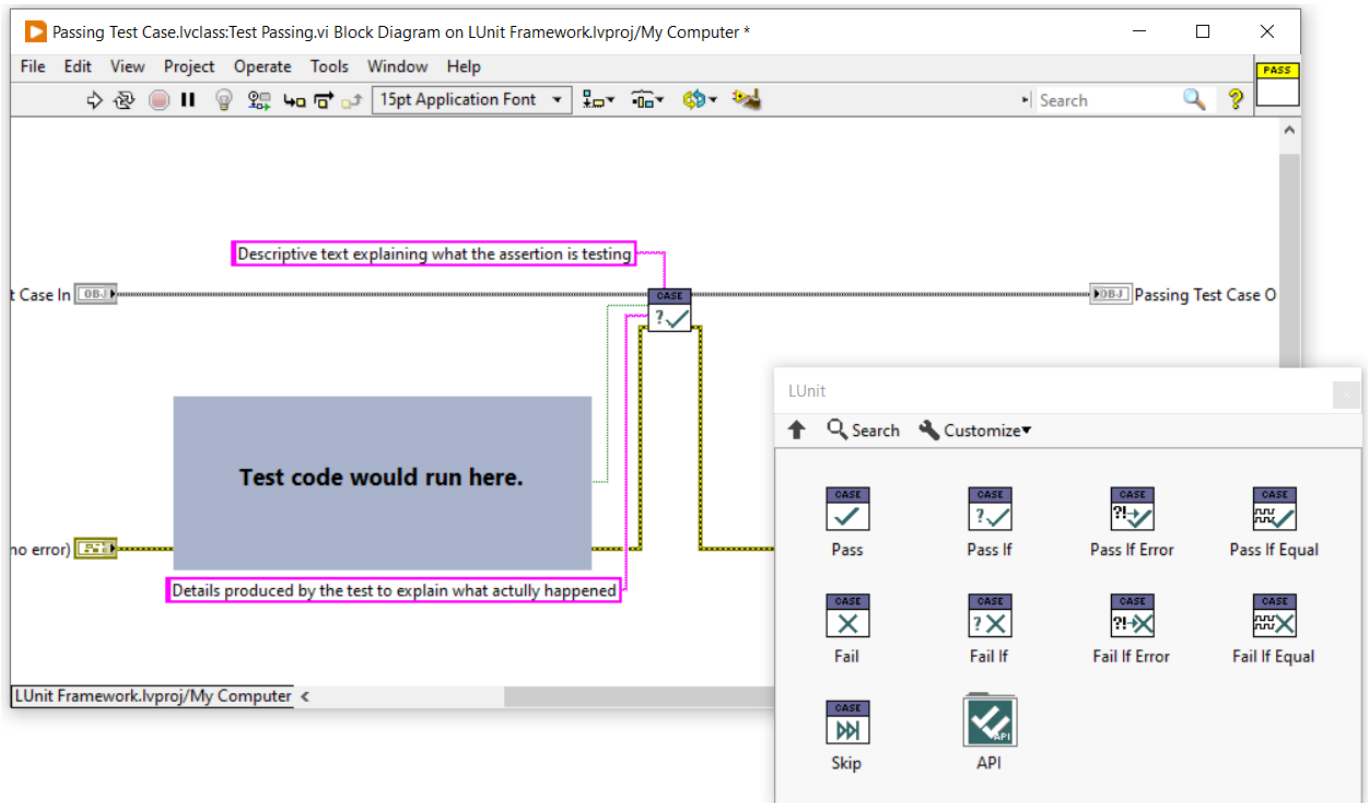 Passing Test Case.lvclass:Test Passing.vi Block Diagram on LUnit Framework.lvproj/My Computer *
File Edit View Project Operate Tools Window Help
PASS
15pt Application Font
Search
Descriptive text explaining what the assertion is testing
t Case In OBJ
CASE
?
OBJ Passing Test Case O
Test code would run here.
no error)
Details produced by the test to explain what actully happened
LUnit Framework.lvproj/My Computer
LUnit
Search Customize
CASE CASE CASE CASE
? ?!
Pass Pass If Pass If Error Pass If Equal
CASE CASE CASE CASE
? ?!
Fail Fail If Fail If Error Fail If Equal
CASE
API
Skip API